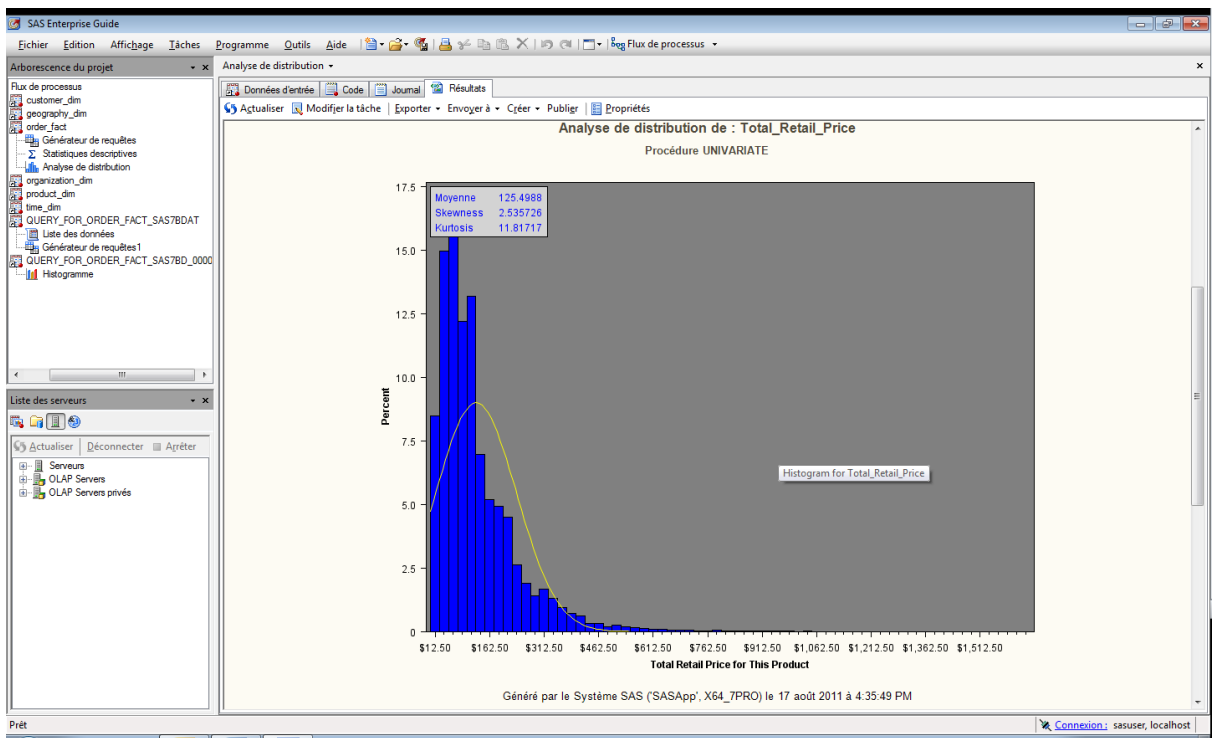 SAS Enterprise Guide
Fichier Edition Affichage Tâches Programme Outils Aide Flux de processus
Arborescence du projet
Flux de processus
customer_dim
geography_dim
order_fact
Générateur de requêtes
Statistiques descriptives
Analyse de distribution
organization_dim
product_dim
time_dim
QUERY_FOR_ORDER_FACT_SAS7BDAT
Liste des données
Générateur de requêtes1
QUERY_FOR_ORDER_FACT_SAS7BD_0000
Histogramme
Liste des serveurs
Actualiser Déconnecter Arrêter
Serveurs
OLAP Servers
OLAP Servers privés
Analyse de distribution
Données d'entrée Code Journal Résultats
Actualiser Modifier la tâche Exporter Envoyer à Créer Publier Propriétés
Analyse de distribution de : Total_Retail_Price
Procédure UNIVARIATE
Moyenne 125.4988
Skewness 2.535726
Kurtosis 11.81717
17.5
15.0
12.5
10.0
7.5
5.0
2.5
0
Percent
Histogram for Total_Retail_Price
$12.50 $162.50 $312.50 $462.50 $612.50 $762.50 $912.50 $1,062.50 $1,212.50 $1,362.50 $1,512.50
Total Retail Price for This Product
Généré par le Système SAS ('SASApp', X64_7PRO) le 17 août 2011 à 4:35:49 PM
Prêt
Connexion : sasuser, localhost